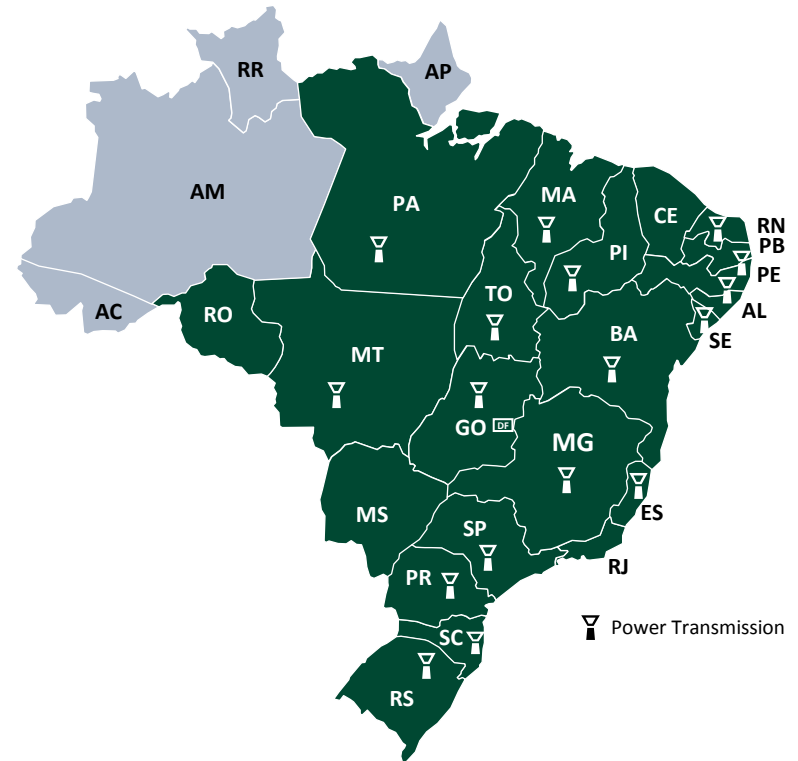 RR
AP
AM
PA
MA
CE
RN
PB
PI
PE
TO
AL
AC
RO
BA
SE
MT
GO
DF
MG
MS
SP
ES
RJ
PR
Power Transmission
SC
RS